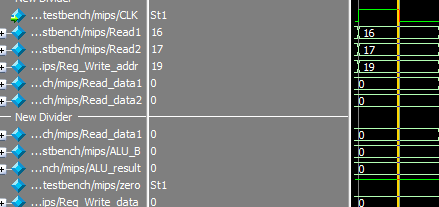 New Divider
...testbench/mips/CLK St1
...stbench/mips/Read1 16 16
...stbench/mips/Read2 17 17
...ips/Reg_Write_addr 19 19
...ch/mips/Read_data1 0 0
...ch/mips/Read_data2 0 0
New Divider
...ch/mips/Read_data1 0 0
...stbench/mips/ALU_B 0 0
...nch/mips/ALU_result 0 0
...testbench/mips/zero St1
...ips/Reg_Write_data 0 0